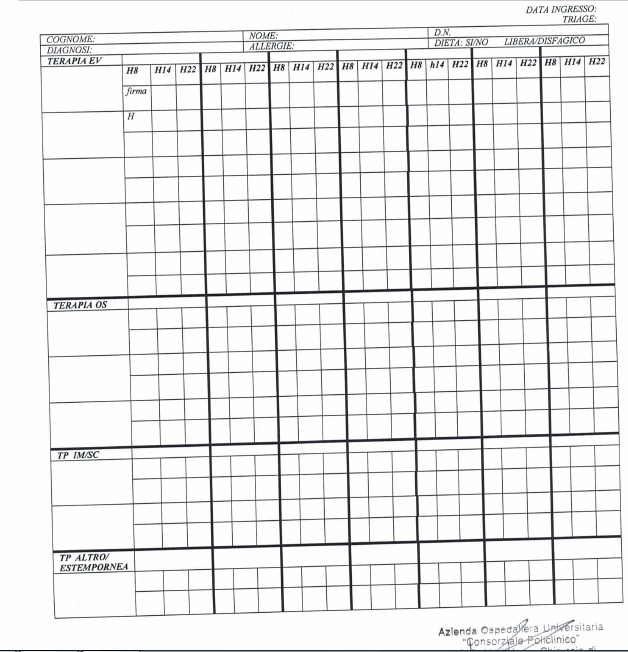 DATA INGRESSO:
TRIAGE:
COGNOME: NOME: D.N.
DIAGNOSI: ALLERGIE: DIETA: SI/NO LIBERA/DISFAGICO
TERAPIA EV
H8 H14 H22 H8 H14 H22 H8 H14 H22 H8 H14 H22 H8 h14 H22 H8 H14 H22 H8 H14 H22
firma
H
TERAPIA OS
TP IM/SC
TP ALTRO/
ESTEMPORNEA
Azienda Ospedaliera Universitaria
"Consorziale Policlinico"